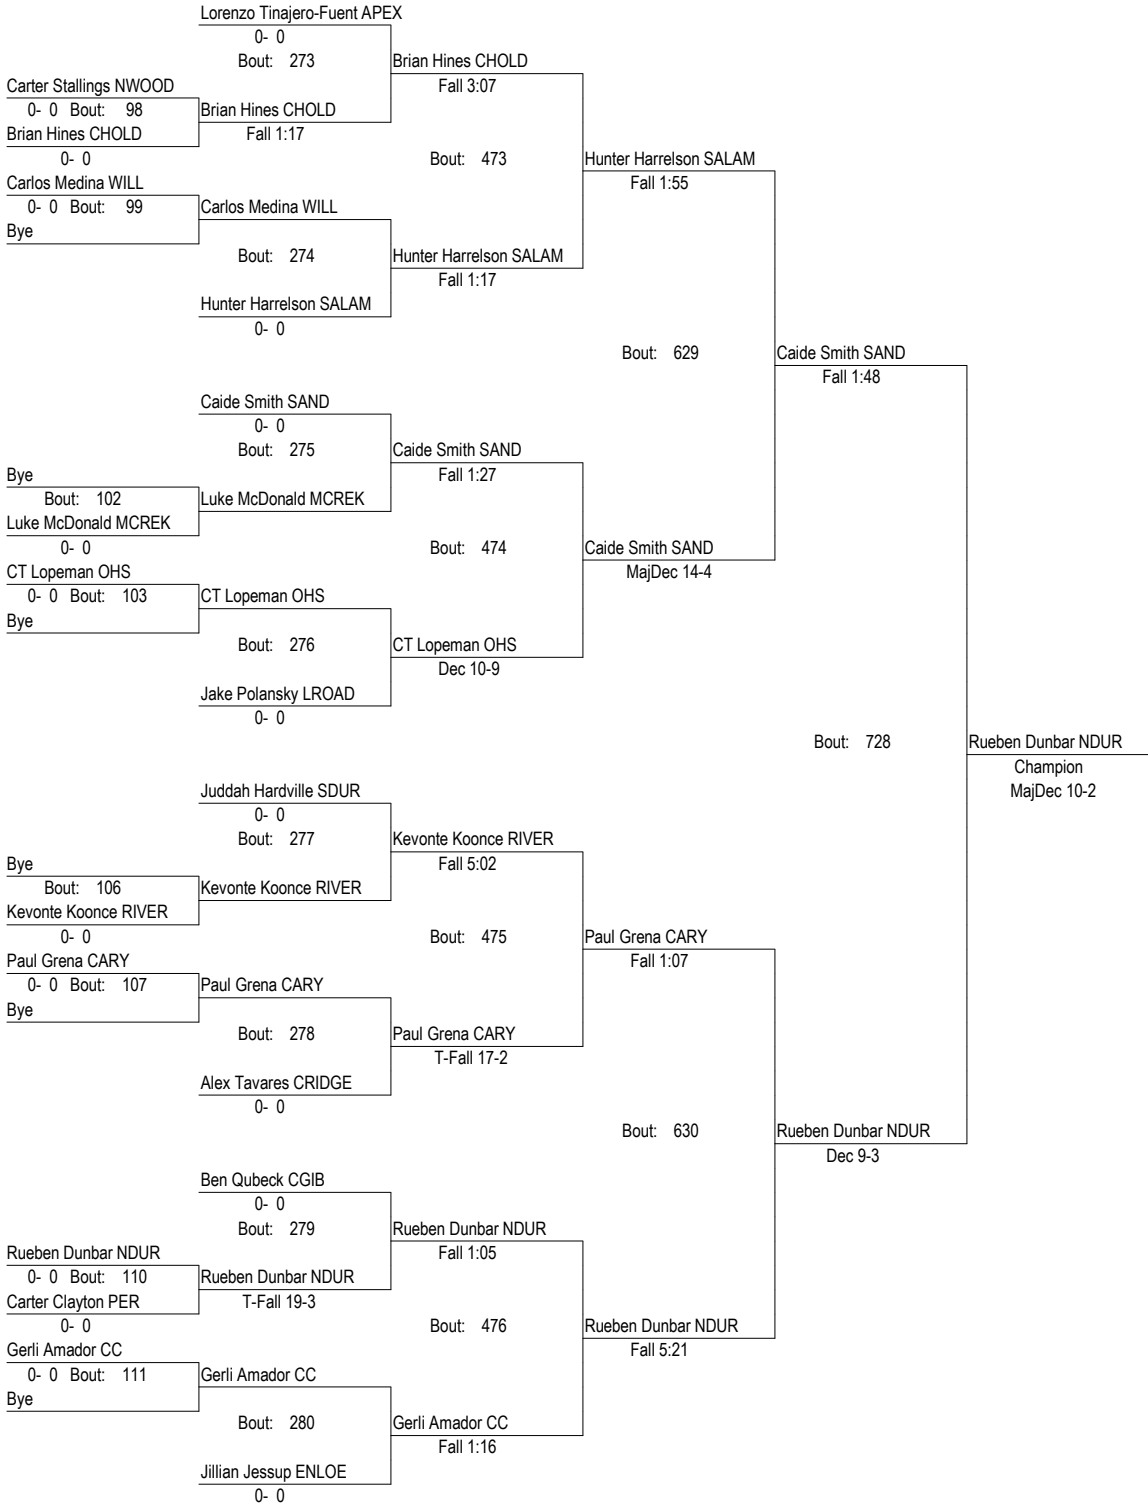 Lorenzo Tinajero-Fuent APEX
0- 0
Bout: 273
Brian Hines CHOLD
Fall 3:07
Carter Stallings NWOOD
0- 0 Bout: 98
Brian Hines CHOLD
Brian Hines CHOLD
Fall 1:17
0- 0
Bout: 473
Hunter Harrelson SALAM
Fall 1:55
Carlos Medina WILL
0- 0 Bout: 99
Carlos Medina WILL
Bye
Bout: 274
Hunter Harrelson SALAM
Fall 1:17
Hunter Harrelson SALAM
0- 0
Bout: 629
Caide Smith SAND
Fall 1:48
Caide Smith SAND
0- 0
Bout: 275
Caide Smith SAND
Fall 1:27
Bye
Bout: 102
Luke McDonald MCREK
Luke McDonald MCREK
0- 0
Bout: 474
Caide Smith SAND
MajDec 14-4
CT Lopeman OHS
0- 0 Bout: 103
CT Lopeman OHS
Bye
Bout: 276
CT Lopeman OHS
Dec 10-9
Jake Polansky LROAD
0- 0
Bout: 728
Rueben Dunbar NDUR
Champion
MajDec 10-2
Juddah Hardville SDUR
0- 0
Bout: 277
Kevonte Koonce RIVER
Fall 5:02
Bye
Bout: 106
Kevonte Koonce RIVER
Kevonte Koonce RIVER
0- 0
Bout: 475
Paul Grena CARY
Fall 1:07
Paul Grena CARY
0- 0 Bout: 107
Paul Grena CARY
Bye
Bout: 278
Paul Grena CARY
T-Fall 17-2
Alex Tavares CRIDGE
0- 0
Bout: 630
Rueben Dunbar NDUR
Dec 9-3
Ben Qubeck CGIB
0- 0
Bout: 279
Rueben Dunbar NDUR
Fall 1:05
Rueben Dunbar NDUR
0- 0 Bout: 110
Rueben Dunbar NDUR
T-Fall 19-3
Carter Clayton PER
0- 0
Bout: 476
Rueben Dunbar NDUR
Fall 5:21
Gerli Amador CC
0- 0 Bout: 111
Gerli Amador CC
Bye
Bout: 280
Gerli Amador CC
Fall 1:16
Jillian Jessup ENLOE
0- 0